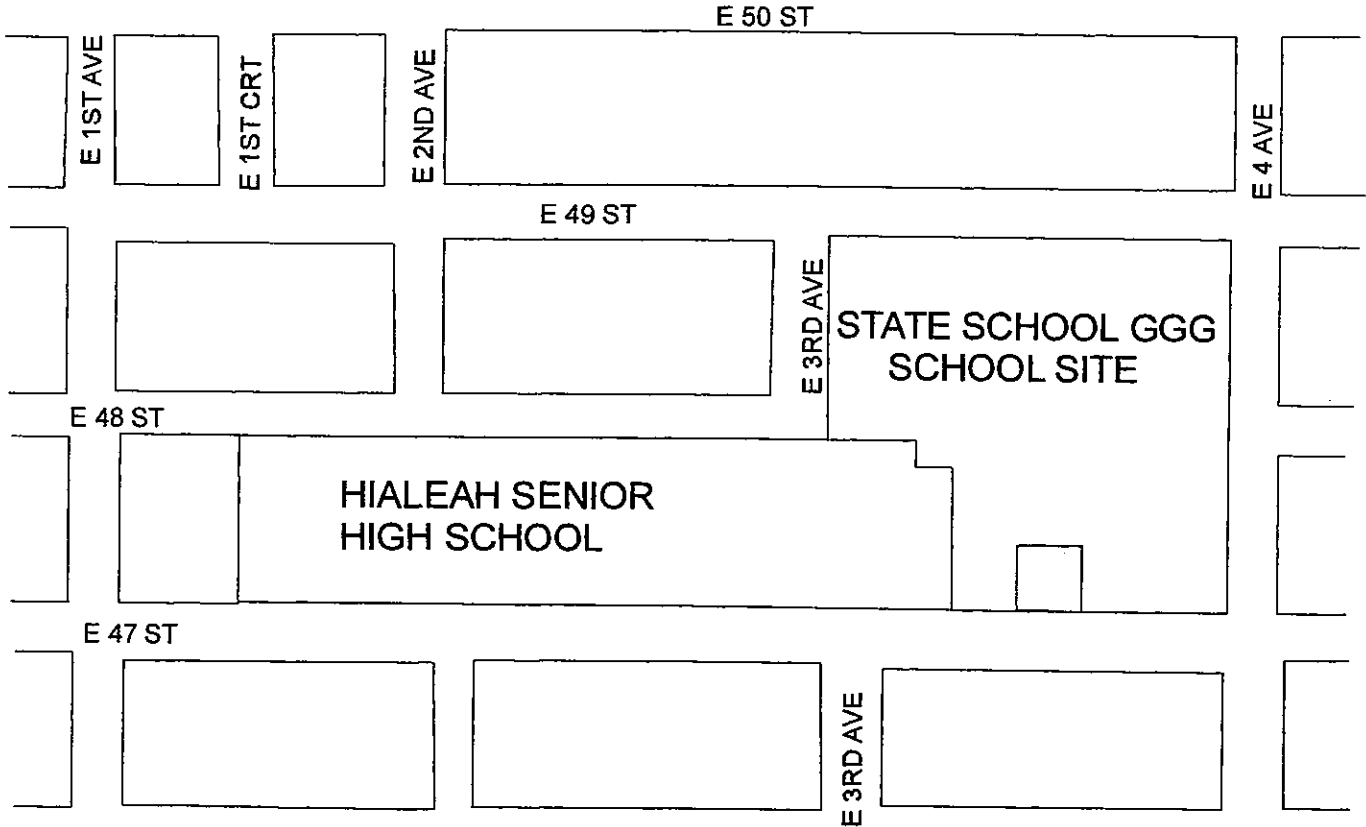 E 50 ST
E 1ST AVE
E 1ST CRT
E 2ND AVE
E 4 AVE
E 49 ST
E 3RD AVE
STATE SCHOOL GGG
SCHOOL SITE
E 48 ST
HIALEAH SENIOR
HIGH SCHOOL
E 47 ST
E 3RD AVE